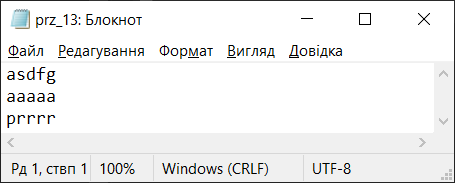 prz_13: Блокнот
Файл Редагування Формат Вигляд Довідка
asdfg
aaaaa
prrrr
Рд 1, ствп 1 100% Windows (CRLF) UTF-8